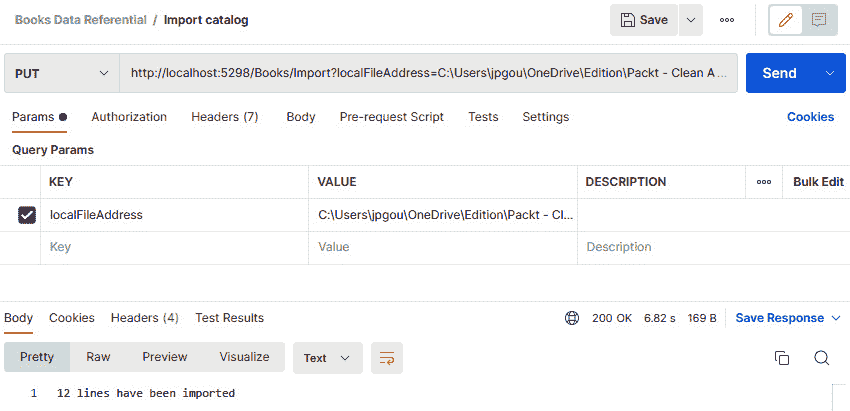 Books Data Referential / Import catalog
Save
PUT
http://localhost:5298/Books/Import?localFileAddress=C:\Users\jpgou\OneDrive\Edition\Packt - Clean A...
Send
Params
Authorization
Headers (7)
Body
Pre-request Script
Tests
Settings
Cookies
Query Params
KEY
VALUE
DESCRIPTION
Bulk Edit
localFileAddress
C:\Users\jpgou\OneDrive\Edition\Packt - Cl...
Key
Value
Description
Body
Cookies
Headers (4)
Test Results
200 OK
6.82 s
169 B
Save Response
Pretty
Raw
Preview
Visualize
Text
1 12 lines have been imported